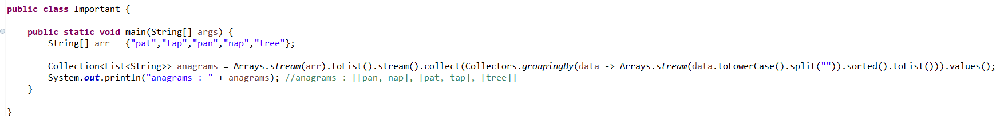 public class Important {
public static void main(String[] args) {
String[] arr = {"pat","tap","pan","nap","tree"};
Collection<List<String>> anagrams = Arrays.stream(arr).toList().stream().collect(Collectors.groupingBy(data -> Arrays.stream(data.toLowerCase().split("")).sorted().toList())).values();
System.out.println("anagrams : " + anagrams); //anagrams : [[pan, nap], [pat, tap], [tree]]
}
}